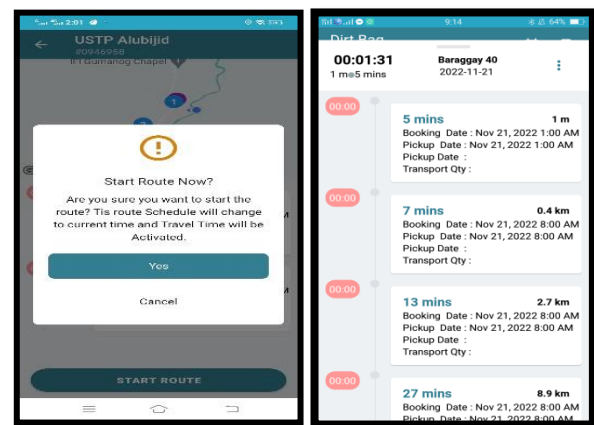 2:01
USTP Alubijid
#0946958
IFI Gumanog Chapel
Start Route Now?
Are you sure you want to start the
route? Tis route Schedule will change
to current time and Travel Time will be
Activated.
Yes
Cancel
START ROUTE
9:14
64%
Dirt Bag
00:01:31
1 m 5 mins
Baraggay 40
2022-11-21
00:00
5 mins
1 m
Booking Date : Nov 21, 2022 1:00 AM
Pickup Date : Nov 21, 2022 1:00 AM
Pickup Date :
Transport Qty :
00:00
7 mins
0.4 km
Booking Date : Nov 21, 2022 8:00 AM
Pickup Date : Nov 21, 2022 8:00 AM
Pickup Date :
Transport Qty :
00:00
13 mins
2.7 km
Booking Date : Nov 21, 2022 8:00 AM
Pickup Date : Nov 21, 2022 8:00 AM
Pickup Date :
Transport Qty :
00:00
27 mins
8.9 km
Booking Date : Nov 21, 2022 8:00 AM
Pickup Date : Nov 21, 2022 8:00 AM